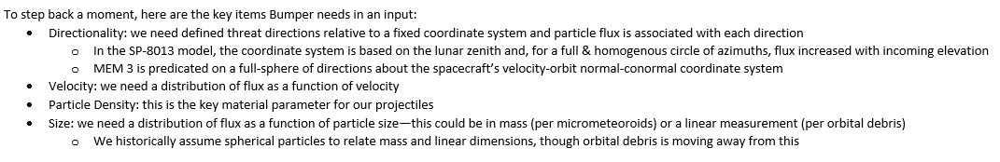 To step back a moment, here are the key items Bumper needs in an input:
• Directionality: we need defined threat directions relative to a fixed coordinate system and particle flux is associated with each direction
o In the SP-8013 model, the coordinate system is based on the lunar zenith and, for a full & homogenous circle of azimuths, flux increased with incoming elevation
o MEM 3 is predicated on a full-sphere of directions about the spacecraft's velocity-orbit normal-conormal coordinate system
• Velocity: we need a distribution of flux as a function of velocity
• Particle Density: this is the key material parameter for our projectiles
• Size: we need a distribution of flux as a function of particle size—this could be in mass (per micrometeoroids) or a linear measurement (per orbital debris)
o We historically assume spherical particles to relate mass and linear dimensions, though orbital debris is moving away from this